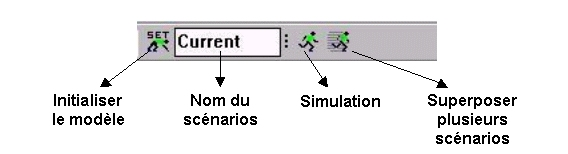 SET
Current
Initialiser
le modèle
Nom du
scénarios
Simulation
Superposer
plusieurs
scénarios